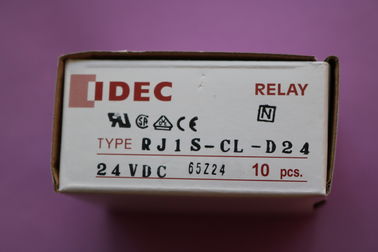 IDEC RELAY
N
TYPE RJ1S-CL-D24
24VDC 65Z24 10 pcs.